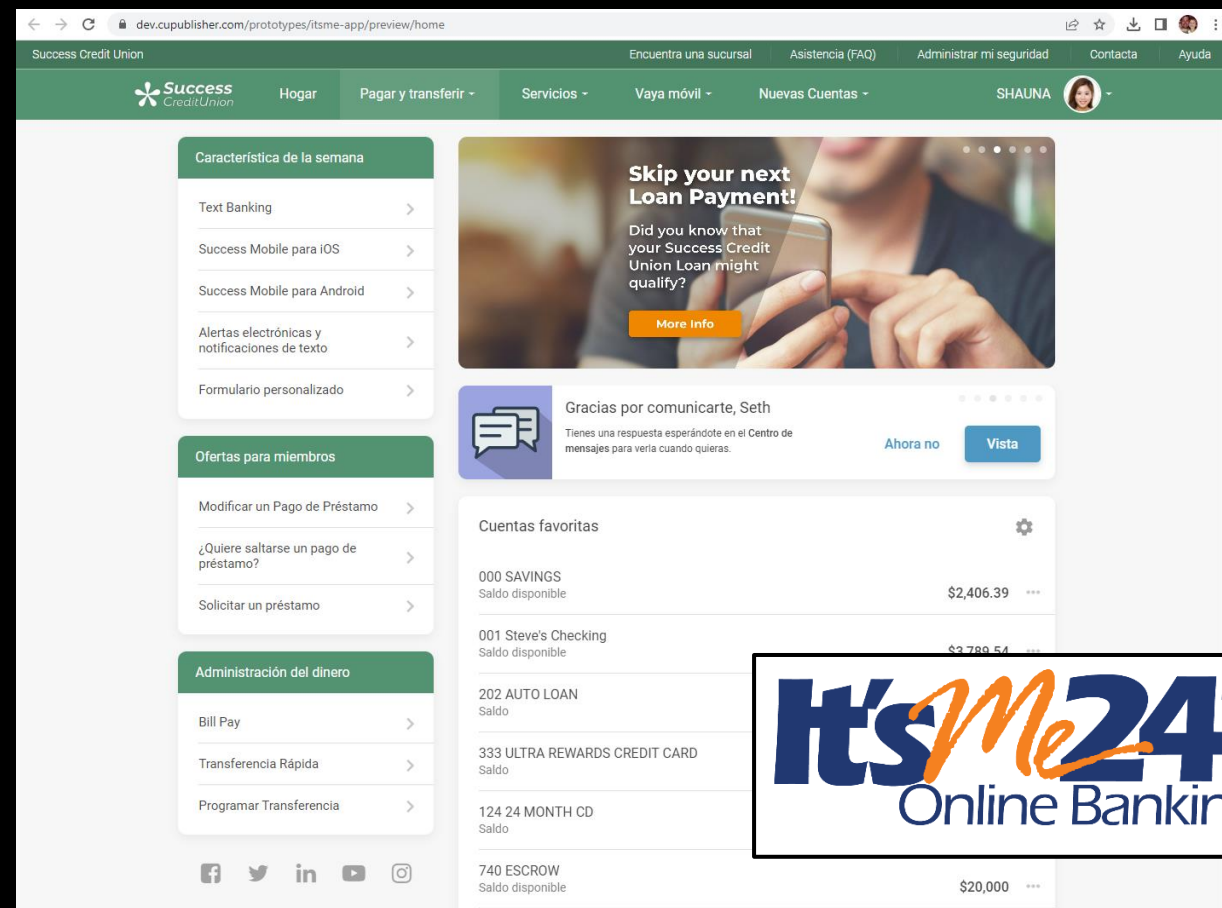 dev.cupublisher.com/prototypes/itsme-app/preview/home
Success Credit Union
Encuentra una sucursal
Asistencia (FAQ)
Administrar mi seguridad
Contacta
Ayuda
Success
CreditUnion
Hogar
Pagar y transferir
Servicios
Vaya móvil
Nuevas Cuentas
SHAUNA
Característica de la semana
Text Banking
Success Mobile para iOS
Success Mobile para Android
Alertas electrónicas y
notificaciones de texto
Formulario personalizado
Ofertas para miembros
Modificar un Pago de Préstamo
¿Quiere saltarse un pago de
préstamo?
Solicitar un préstamo
Administración del dinero
Bill Pay
Transferencia Rápida
Programar Transferencia
Skip your next
Loan Payment!
Did you know that
your Success Credit
Union Loan might
qualify?
More Info
Gracias por comunicarte, Seth
Tienes una respuesta esperándote en el Centro de
mensajes para verla cuando quieras.
Ahora no
Vista
Cuentas favoritas
000 SAVINGS
Saldo disponible
$2,406.39
001 Steve's Checking
Saldo disponible
$3,789.54
202 AUTO LOAN
Saldo
333 ULTRA REWARDS CREDIT CARD
Saldo
124 24 MONTH CD
Saldo
740 ESCROW
Saldo disponible
$20,000
It'sMe247
Online Bankin